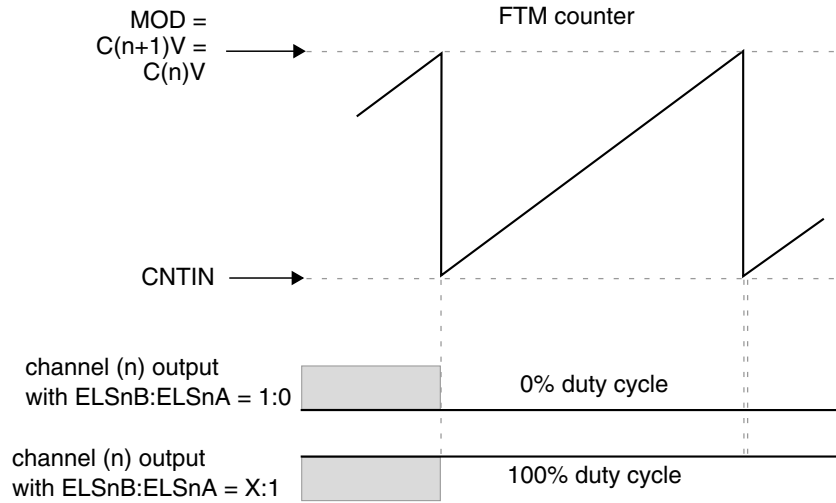 MOD =
C(n+1)V =
C(n)V
FTM counter
CNTIN
channel (n) output
with ELSnB:ELSnA = 1:0
0% duty cycle
channel (n) output
with ELSnB:ELSnA = X:1
100% duty cycle